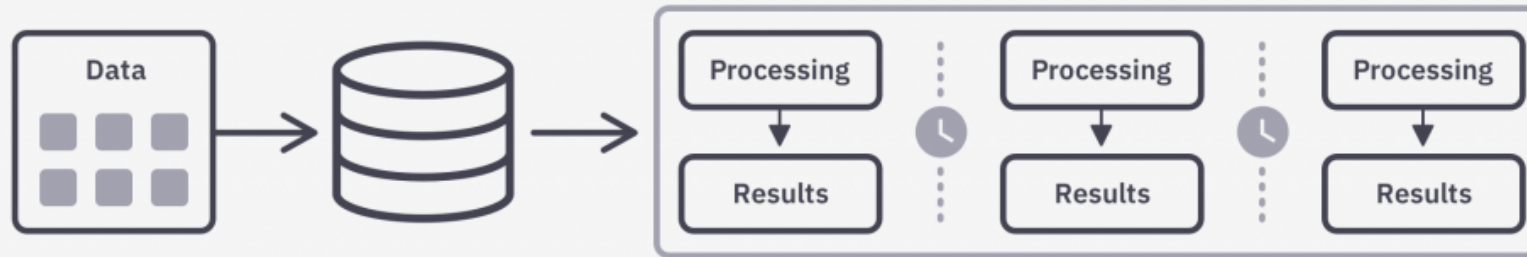 Data
Processing
Processing
Processing
Results
Results
Results